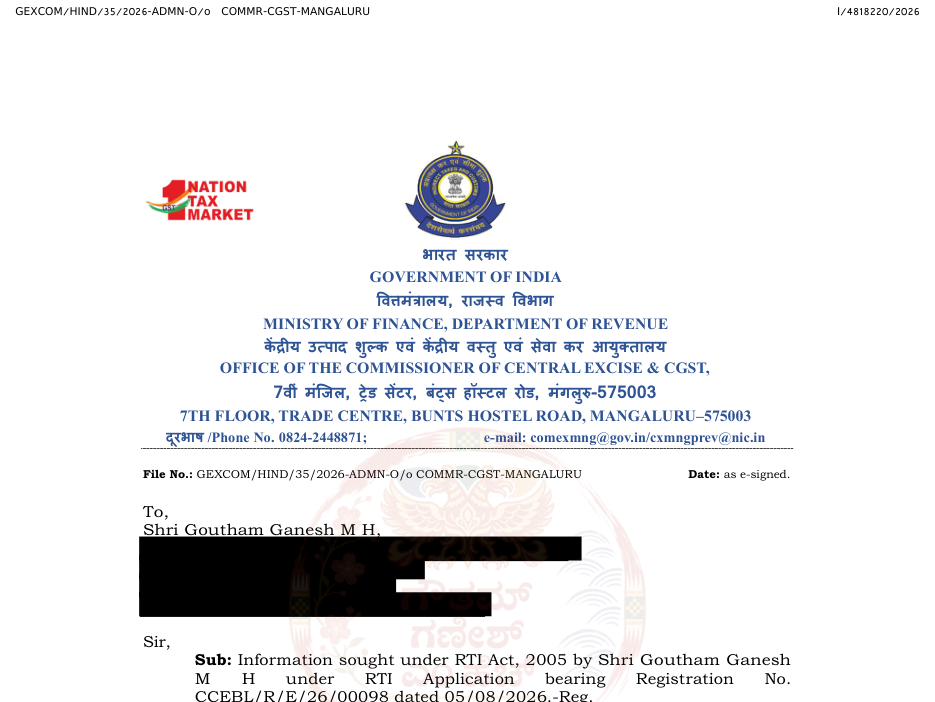 GEXCOM/HIND/35/2026-ADMN-O/o COMMR-CGST-MANGALURU
I/4818220/2026
NATION
TAX
MARKET
GST
भारत सरकार
GOVERNMENT OF INDIA
वित्तमंत्रालय, राजस्व विभाग
MINISTRY OF FINANCE, DEPARTMENT OF REVENUE
केंद्रीय उत्पाद शुल्क एवं केंद्रीय वस्तु एवं सेवा कर आयुक्तालय
OFFICE OF THE COMMISSIONER OF CENTRAL EXCISE & CGST,
7वीं मंजिल, ट्रेड सेंटर, बंट्स हॉस्टल रोड, मंगलुरु-575003
7TH FLOOR, TRADE CENTRE, BUNTS HOSTEL ROAD, MANGALURU–575003
दूरभाष /Phone No. 0824-2448871; e-mail: comexmng@gov.in/cxmngprev@nic.in
File No.: GEXCOM/HIND/35/2026-ADMN-O/o COMMR-CGST-MANGALURU Date: as e-signed.
To,
Shri Goutham Ganesh M H,
ಗೌತಮ್
ಗಣೇಶ್
Sir,
Sub: Information sought under RTI Act, 2005 by Shri Goutham Ganesh
M H under RTI Application bearing Registration No.
CCEBL/R/E/26/00098 dated 05/08/2026.-Reg.